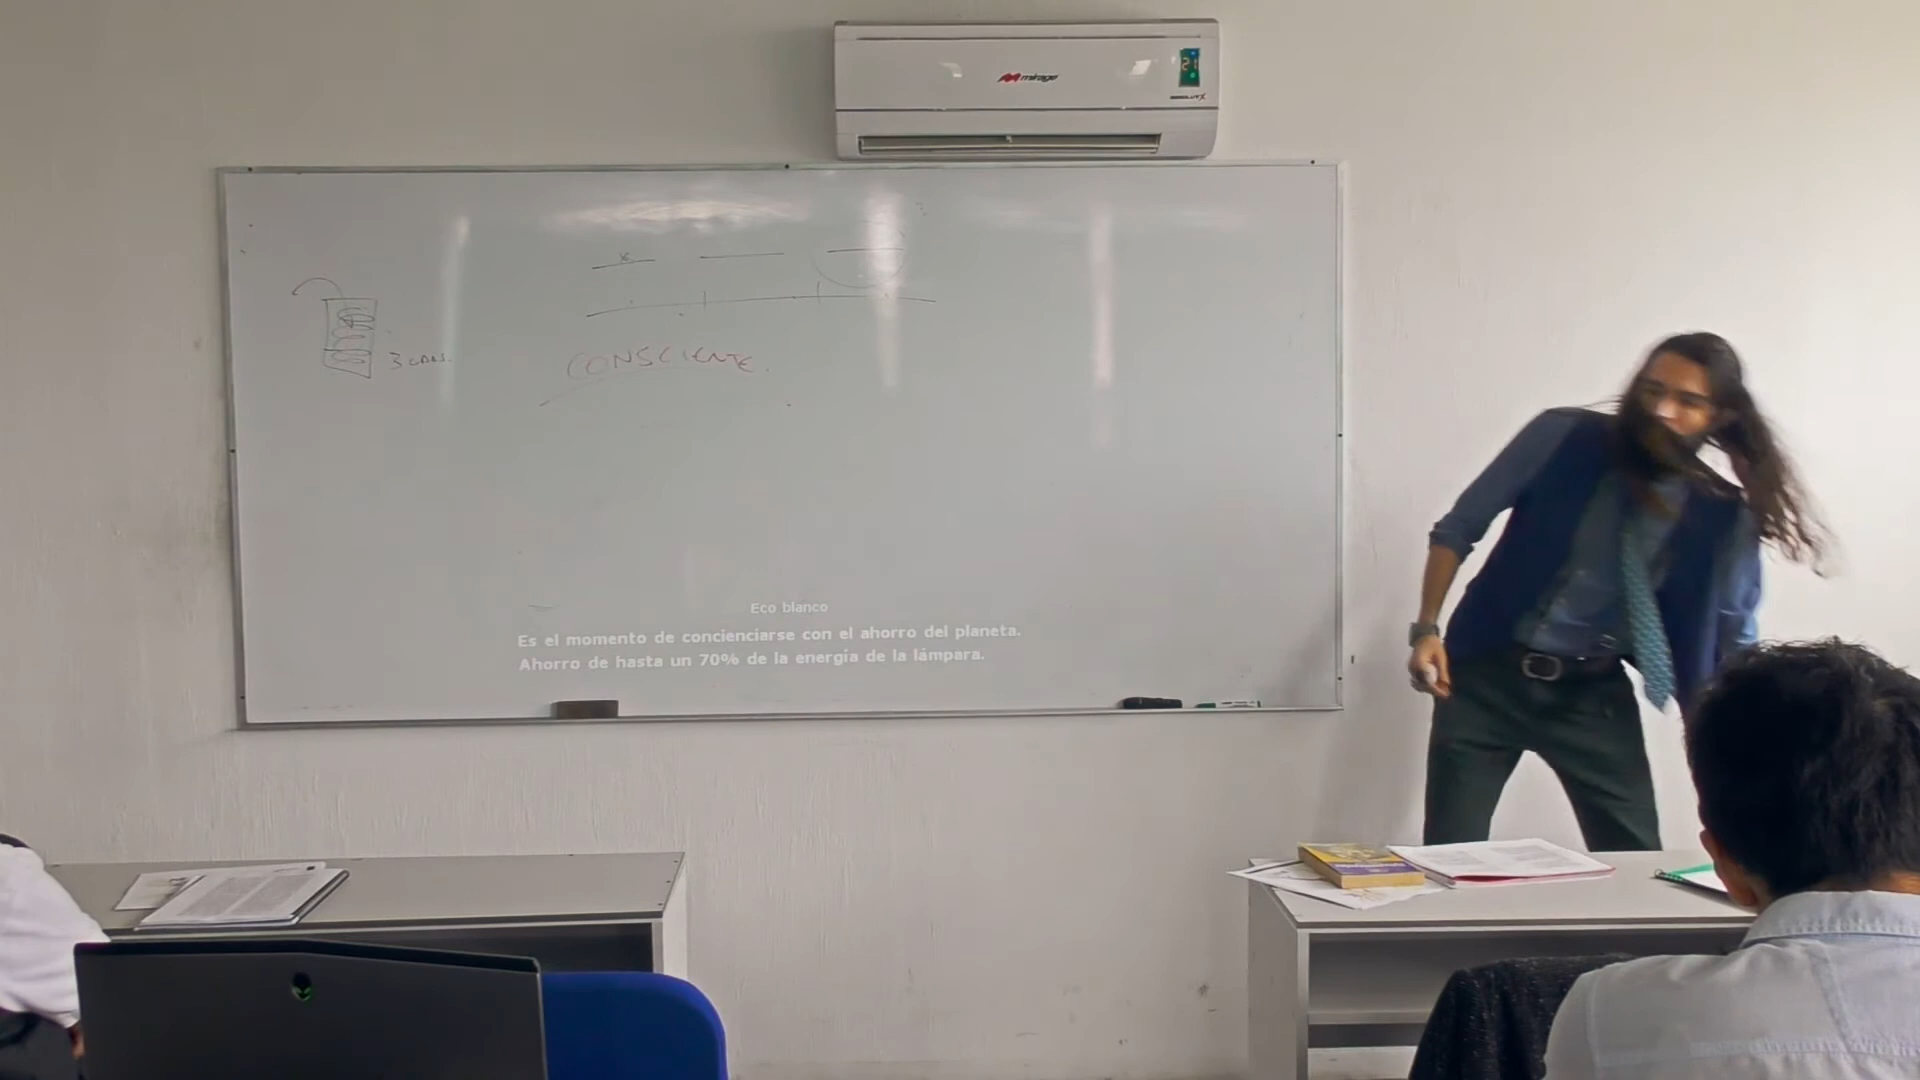 mirage
21
CONSCIENTE.
Eco blanco
Es el momento de concienciarse con el ahorro del planeta.
Ahorro de hasta un 70% de la energía de la lámpara.